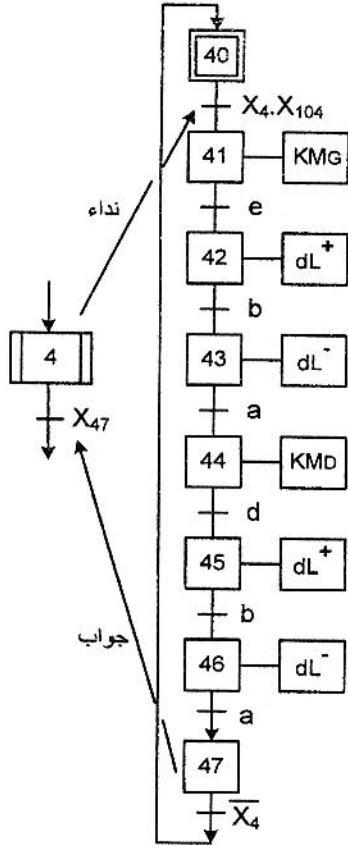 40
X₄.X₁₀₄
41 KMG
نداء
e
42 dL⁺
b
4
43 dL⁻
X₄₇
a
44 KMD
d
45 dL⁺
جواب
b
46 dL⁻
a
47
X̅₄